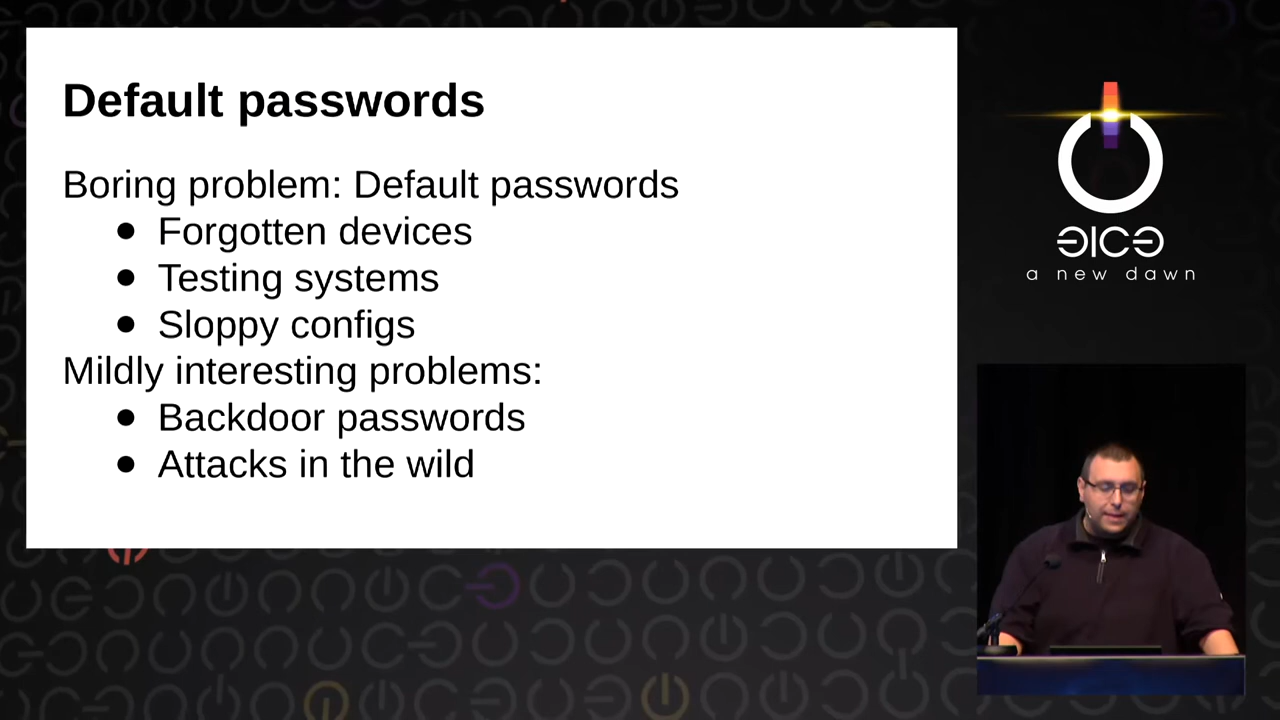 Default passwords
Boring problem: Default passwords
● Forgotten devices
● Testing systems
● Sloppy configs
Mildly interesting problems:
● Backdoor passwords
● Attacks in the wild
a new dawn